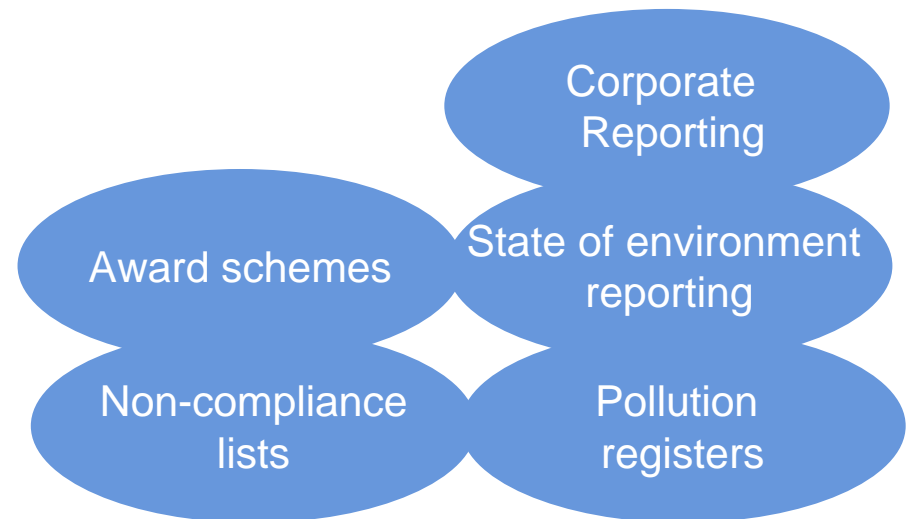 Corporate
Reporting
Award schemes
State of environment
reporting
Non-compliance
lists
Pollution
registers